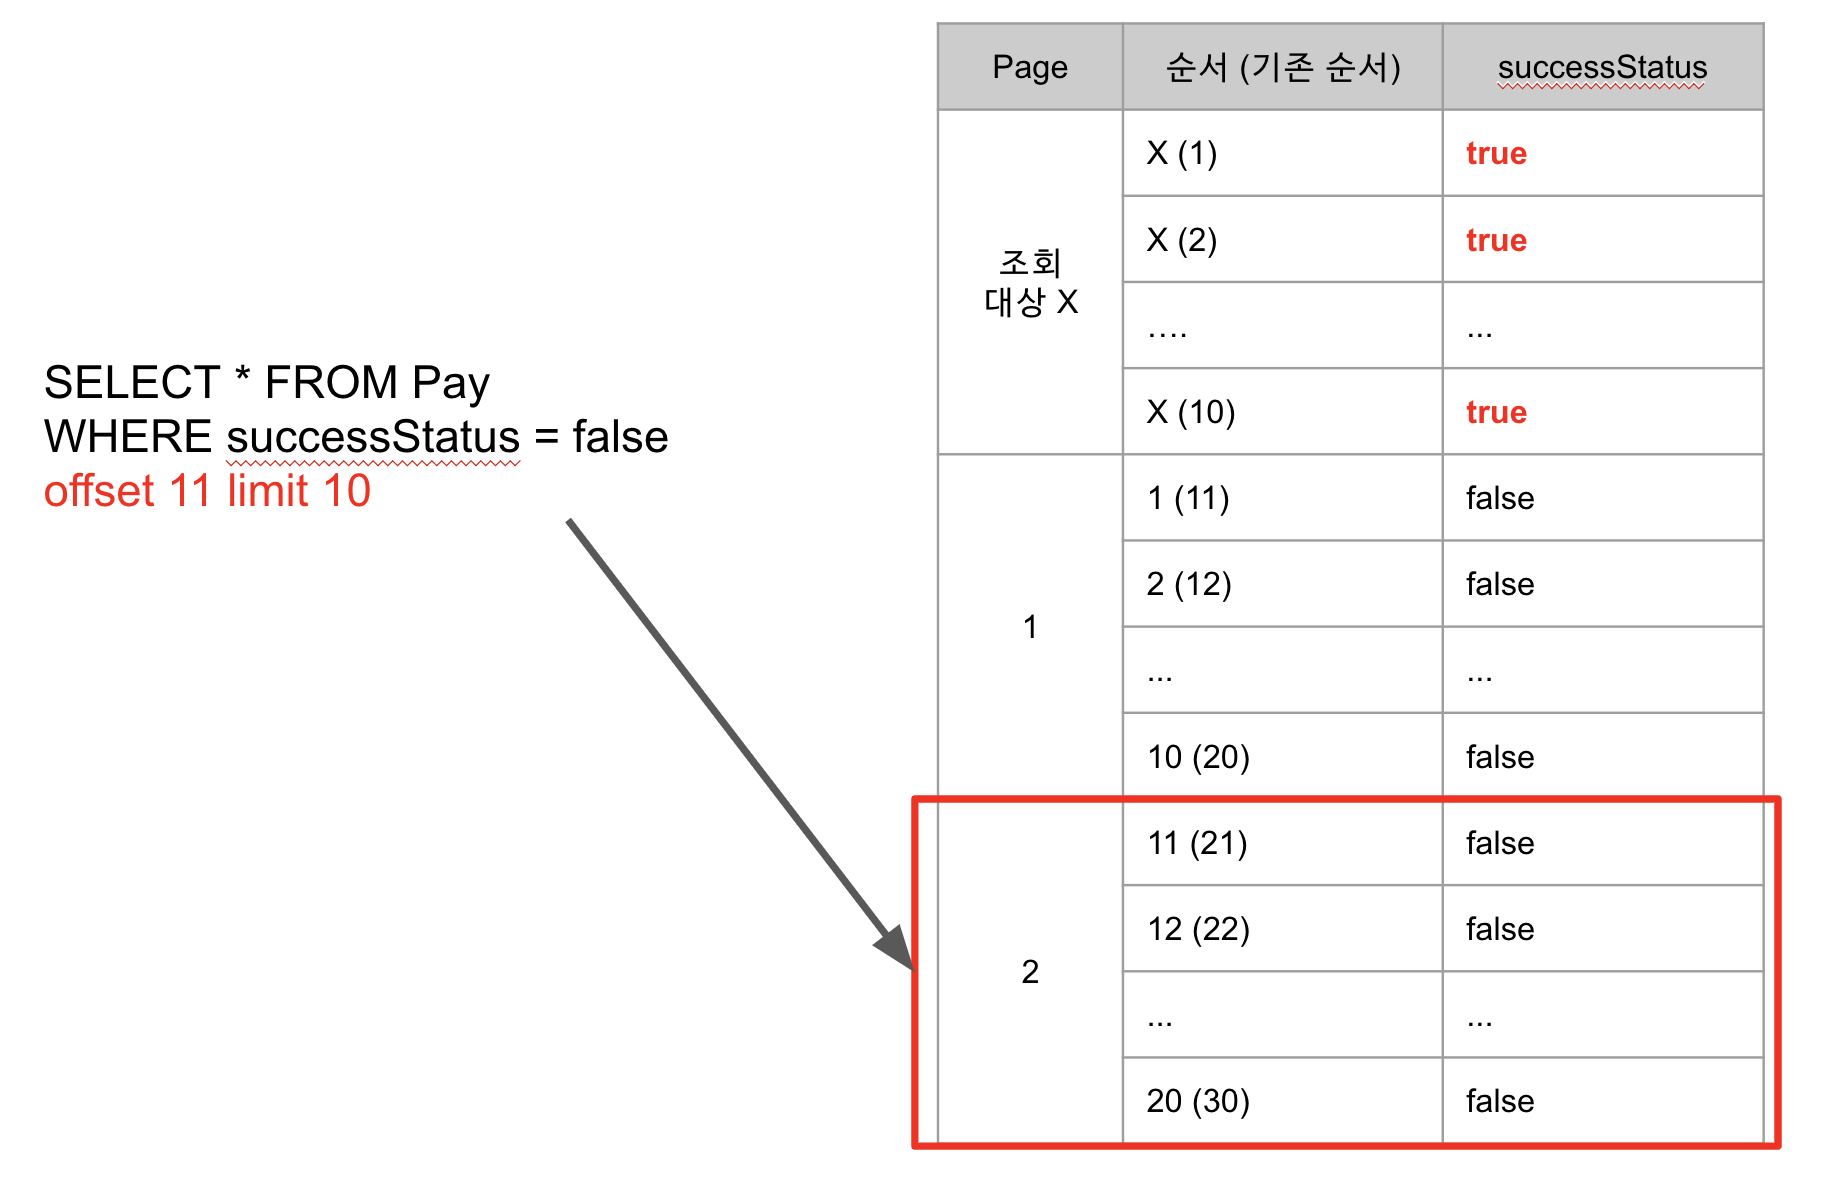 SELECT * FROM Pay
WHERE successStatus = false
offset 11 limit 10
Page 순서 (기존 순서) successStatus
조회
대상 X
X (1) true
X (2) true
.... ...
X (10) true
1
1 (11) false
2 (12) false
... ...
10 (20) false
2
11 (21) false
12 (22) false
... ...
20 (30) false